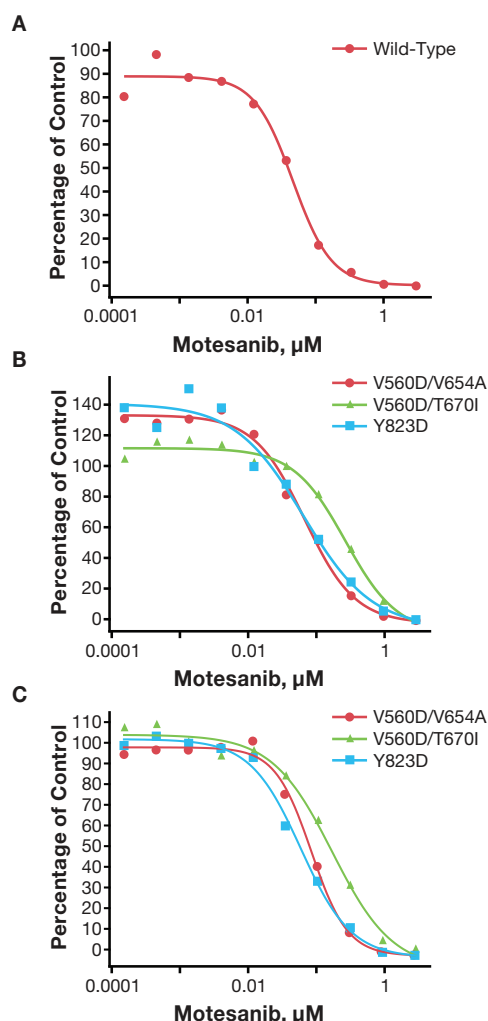 A
Percentage of Control
100
90
80
70
60
50
40
30
20
10
0
Wild-Type
0.0001
0.01
1
Motesanib, µM
B
Percentage of Control
140
120
100
80
60
40
20
0
V560D/V654A
V560D/T670I
Y823D
0.0001
0.01
1
Motesanib, µM
C
Percentage of Control
110
100
90
80
70
60
50
40
30
20
10
0
V560D/V654A
V560D/T670I
Y823D
0.0001
0.01
1
Motesanib, µM